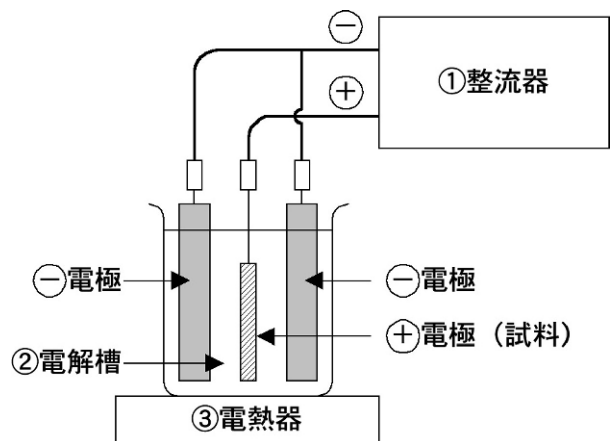 ⊖
①整流器
⊕
⊖電極
⊖電極
⊕電極（試料）
②電解槽
③電熱器